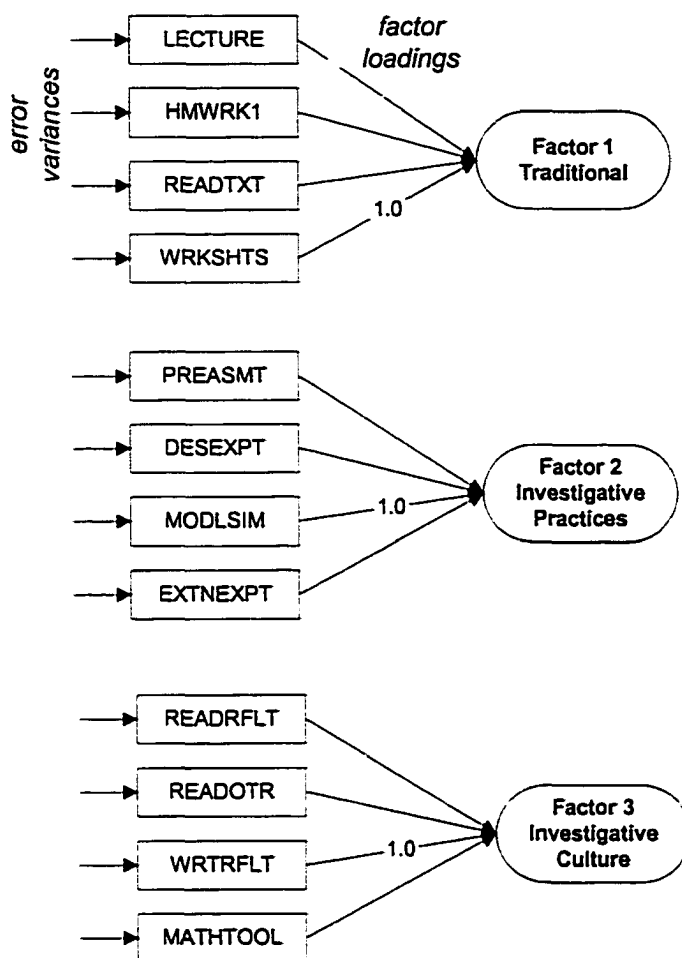 error
variances
factor
loadings
LECTURE
HMWRK1
READTXT
WRKSHTS
1.0
Factor 1
Traditional
PREASMT
DESEXPT
MODLSIM
EXTNEXPT
1.0
Factor 2
Investigative
Practices
READRFLT
READOTR
WRTRFLT
MATHTOOL
1.0
Factor 3
Investigative
Culture